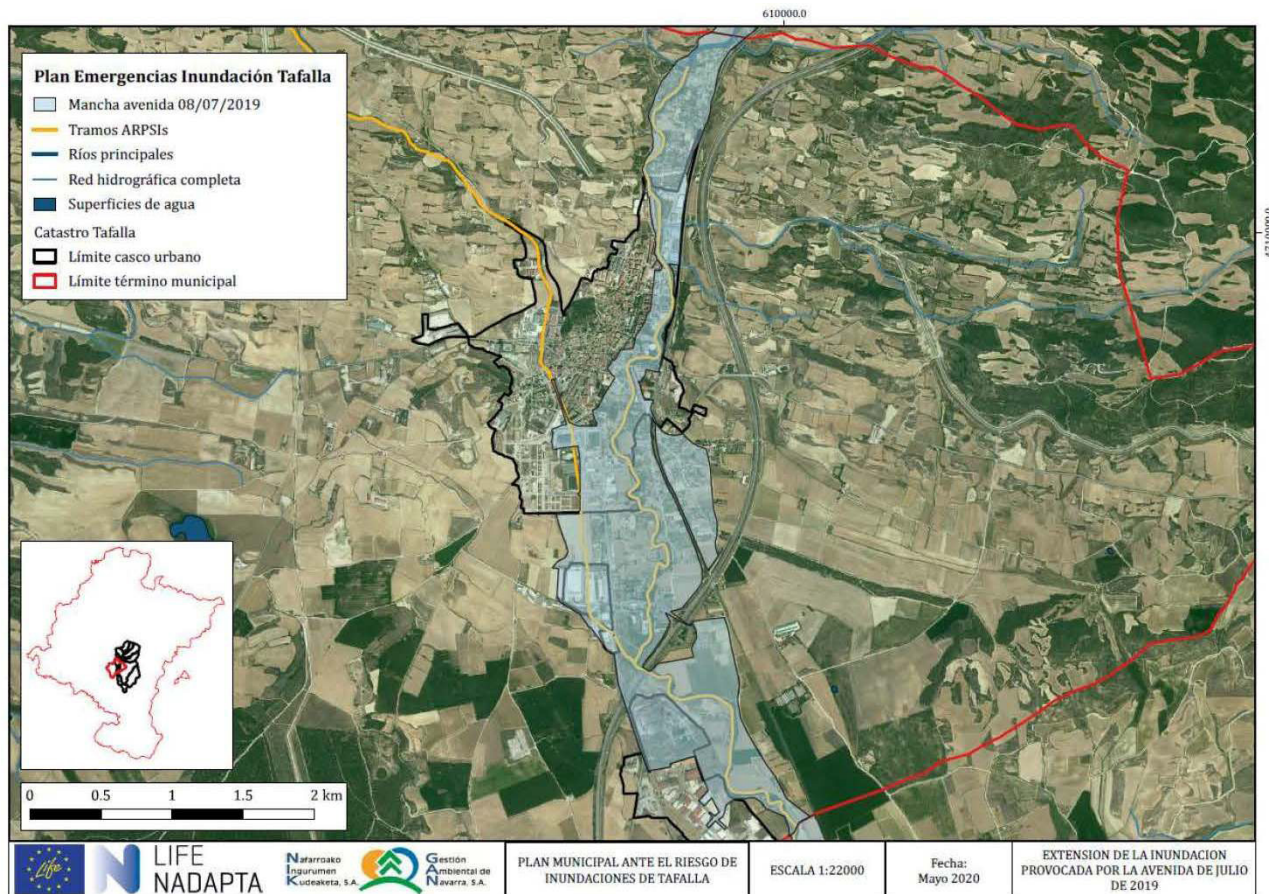 610000.0
Plan Emergencias Inundación Tafalla
Mancha avenida 08/07/2019
Tramos ARPSIs
Ríos principales
Red hidrográfica completa
Superficies de agua
Catastro Tafalla
Límite casco urbano
Límite término municipal
4710000.0
0 0.5 1 1.5 2 km
Life
LIFE
NADAPTA
Nafarroako
Ingurumen
Kudeaketa, S.A.
Gestión
Ambiental de
Navarra, S.A.
PLAN MUNICIPAL ANTE EL RIESGO DE
INUNDACIONES DE TAFALLA
ESCALA 1:22000
Fecha:
Mayo 2020
EXTENSION DE LA INUNDACION
PROVOCADA POR LA AVENIDA DE JULIO
DE 2019